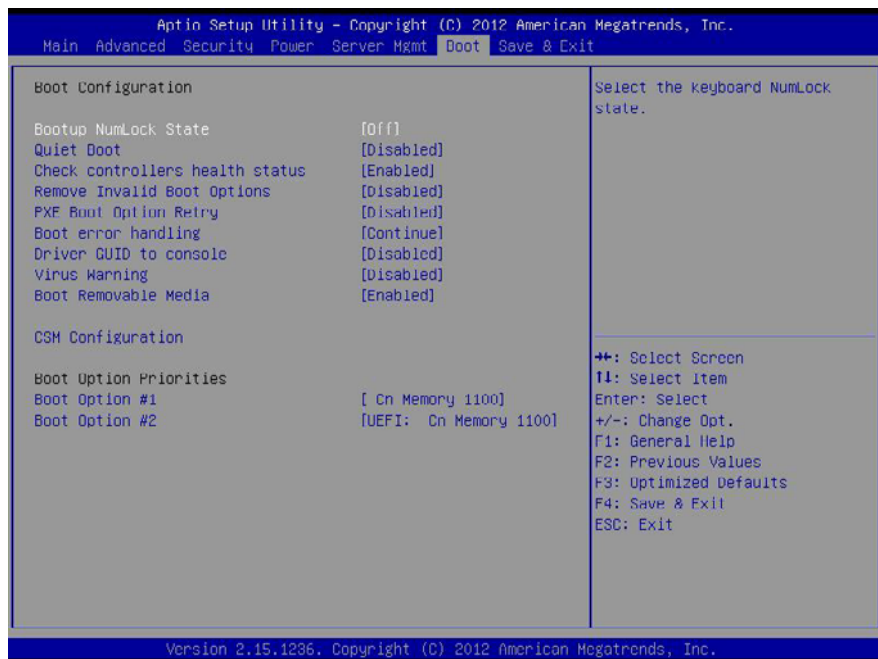 Aptio Setup Utility – Copyright (C) 2012 American Megatrends, Inc.
Main Advanced Security Power Server Mgmt Boot Save & Exit
Boot Configuration
Bootup NumLock State [Off]
Quiet Boot [Disabled]
Check controllers health status [Enabled]
Remove Invalid Boot Options [Disabled]
PXE Boot Option Retry [Disabled]
Boot error handling [Continue]
Driver GUID to console [Disabled]
Virus Warning [Disabled]
Boot Removable Media [Enabled]
CSM Configuration
Boot Option Priorities
Boot Option #1 [ Cn Memory 1100]
Boot Option #2 [UEFI: Cn Memory 1100]
Select the keyboard NumLock
state.
→←: Select Screen
↑↓: Select Item
Enter: Select
+/-: Change Opt.
F1: General Help
F2: Previous Values
F3: Optimized Defaults
F4: Save & Exit
ESC: Exit
Version 2.15.1236. Copyright (C) 2012 American Megatrends, Inc.